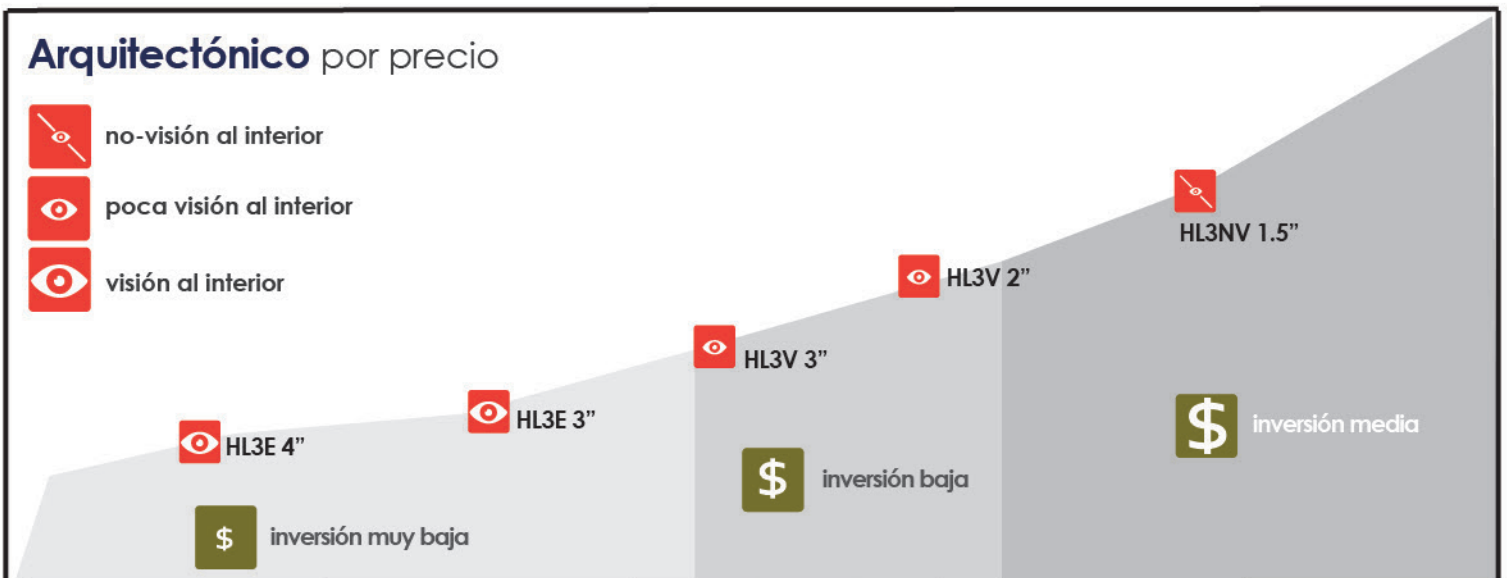 Arquitectónico por precio
no-visión al interior
poca visión al interior
visión al interior
HL3NV 1.5”
HL3V 2”
HL3V 3”
HL3E 3”
HL3E 4”
$ inversión media
$ inversión baja
$ inversión muy baja